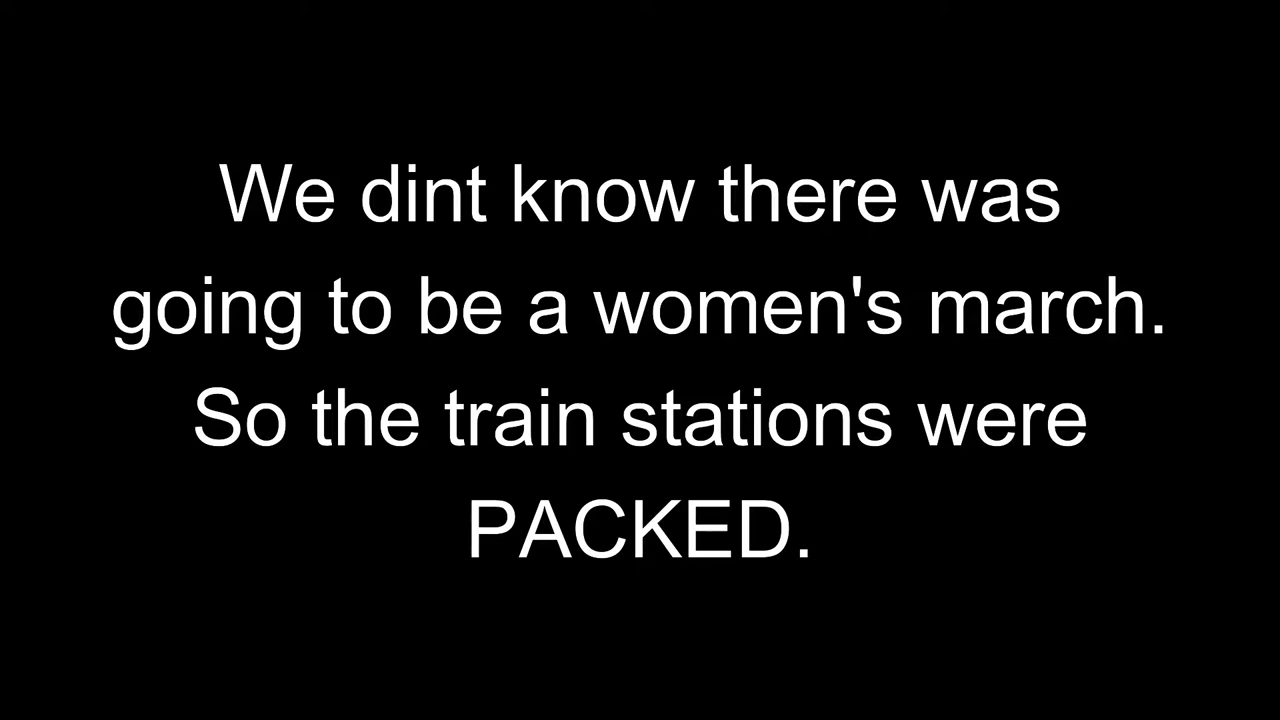 We dint know there was
going to be a women's march.
So the train stations were
PACKED.